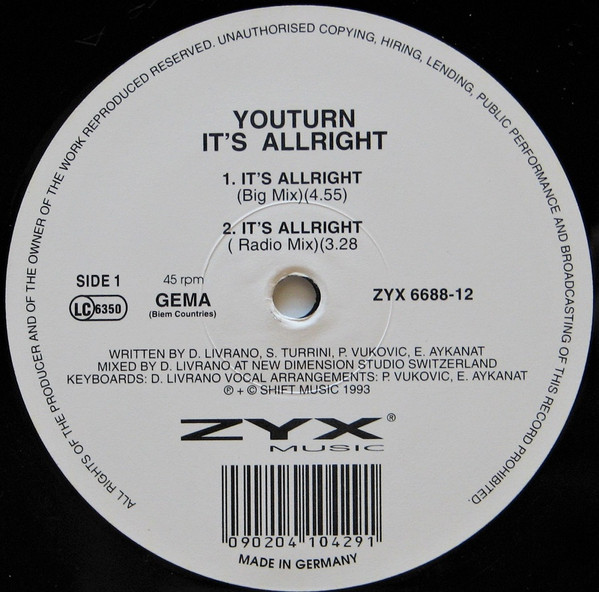 ALL RIGHTS OF THE PRODUCER AND OF THE OWNER OF THE WORK REPRODUCED RESERVED. UNAUTHORISED COPYING, HIRING, LENDING, PUBLIC PERFORMANCE AND BROADCASTING OF THIS RECORD PROHIBITED.
YOUTURN
IT'S ALLRIGHT
1. IT'S ALLRIGHT
(Big Mix)(4.55)
2. IT'S ALLRIGHT
( Radio Mix)(3.28
SIDE 1
LC 6350
45 rpm
GEMA
(Biem Countries)
ZYX 6688-12
WRITTEN BY D. LIVRANO, S. TURRINI, P. VUKOVIC, E. AYKANAT
MIXED BY D. LIVRANO AT NEW DIMENSION STUDIO SWITZERLAND
KEYBOARDS: D. LIVRANO VOCAL ARRANGEMENTS: P. VUKOVIC, E. AYKANAT
℗ + © SHIFT MUSIC 1993
ZYX®
MUSIC
090204 104291
MADE IN GERMANY